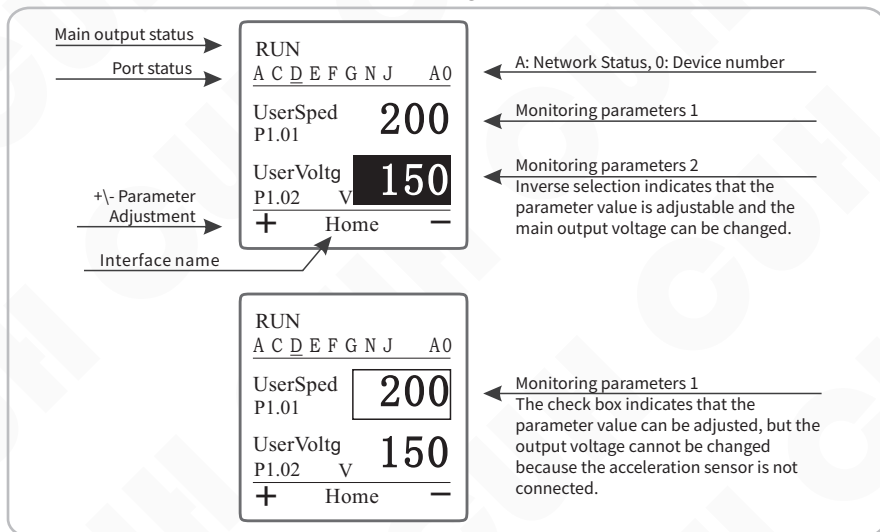 Main output status
Port status
+\- Parameter
Adjustment
Interface name
RUN
A C D E F G N J A0
UserSped 200
P1.01
UserVoltg 150
P1.02 V
+ Home −
A: Network Status, 0: Device number
Monitoring parameters 1
Monitoring parameters 2
Inverse selection indicates that the
parameter value is adjustable and the
main output voltage can be changed.
RUN
A C D E F G N J A0
UserSped 200
P1.01
UserVoltg 150
P1.02 V
+ Home −
Monitoring parameters 1
The check box indicates that the
parameter value can be adjusted, but the
output voltage cannot be changed
because the acceleration sensor is not
connected.